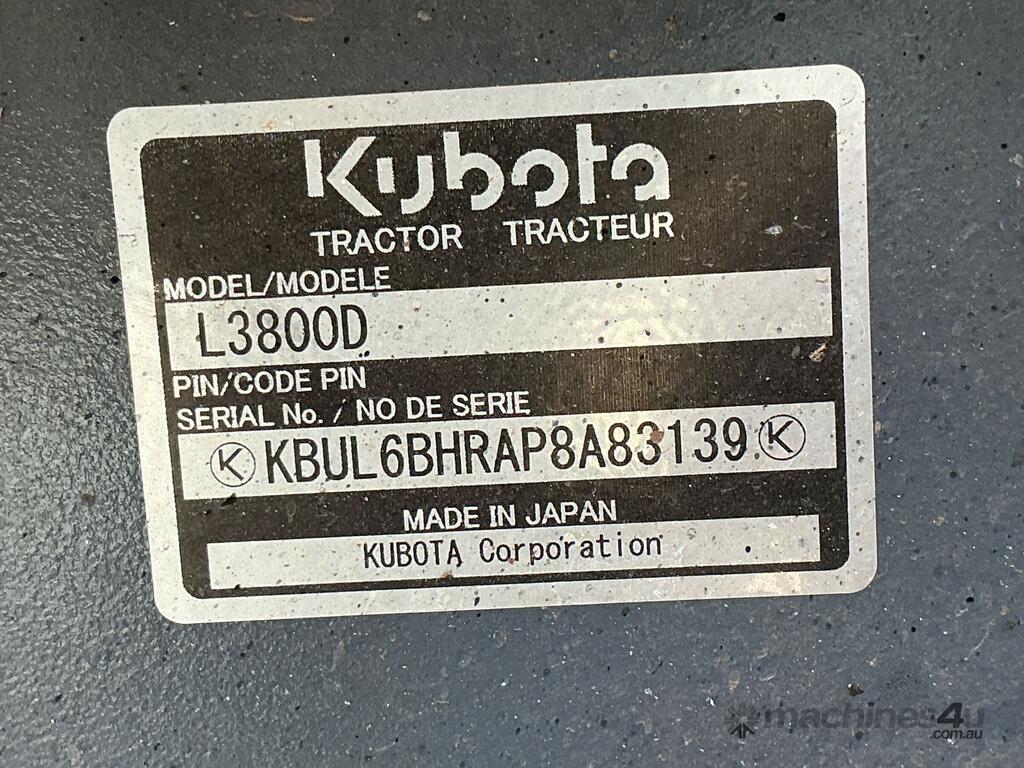 Kubota
TRACTOR TRACTEUR
MODEL/MODELE
L3800D
PIN/CODE PIN
SERIAL No. / NO DE SERIE
K KBUL6BHRAP8A83139 K
MADE IN JAPAN
KUBOTA Corporation
machines4u
.com.au